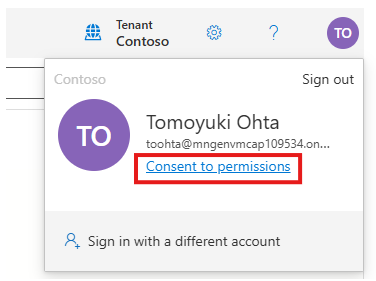 Tenant
Contoso
?
TO
Contoso
Sign out
TO
Tomoyuki Ohta
toohta@mngenvmcap109534.on...
Consent to permissions
Sign in with a different account